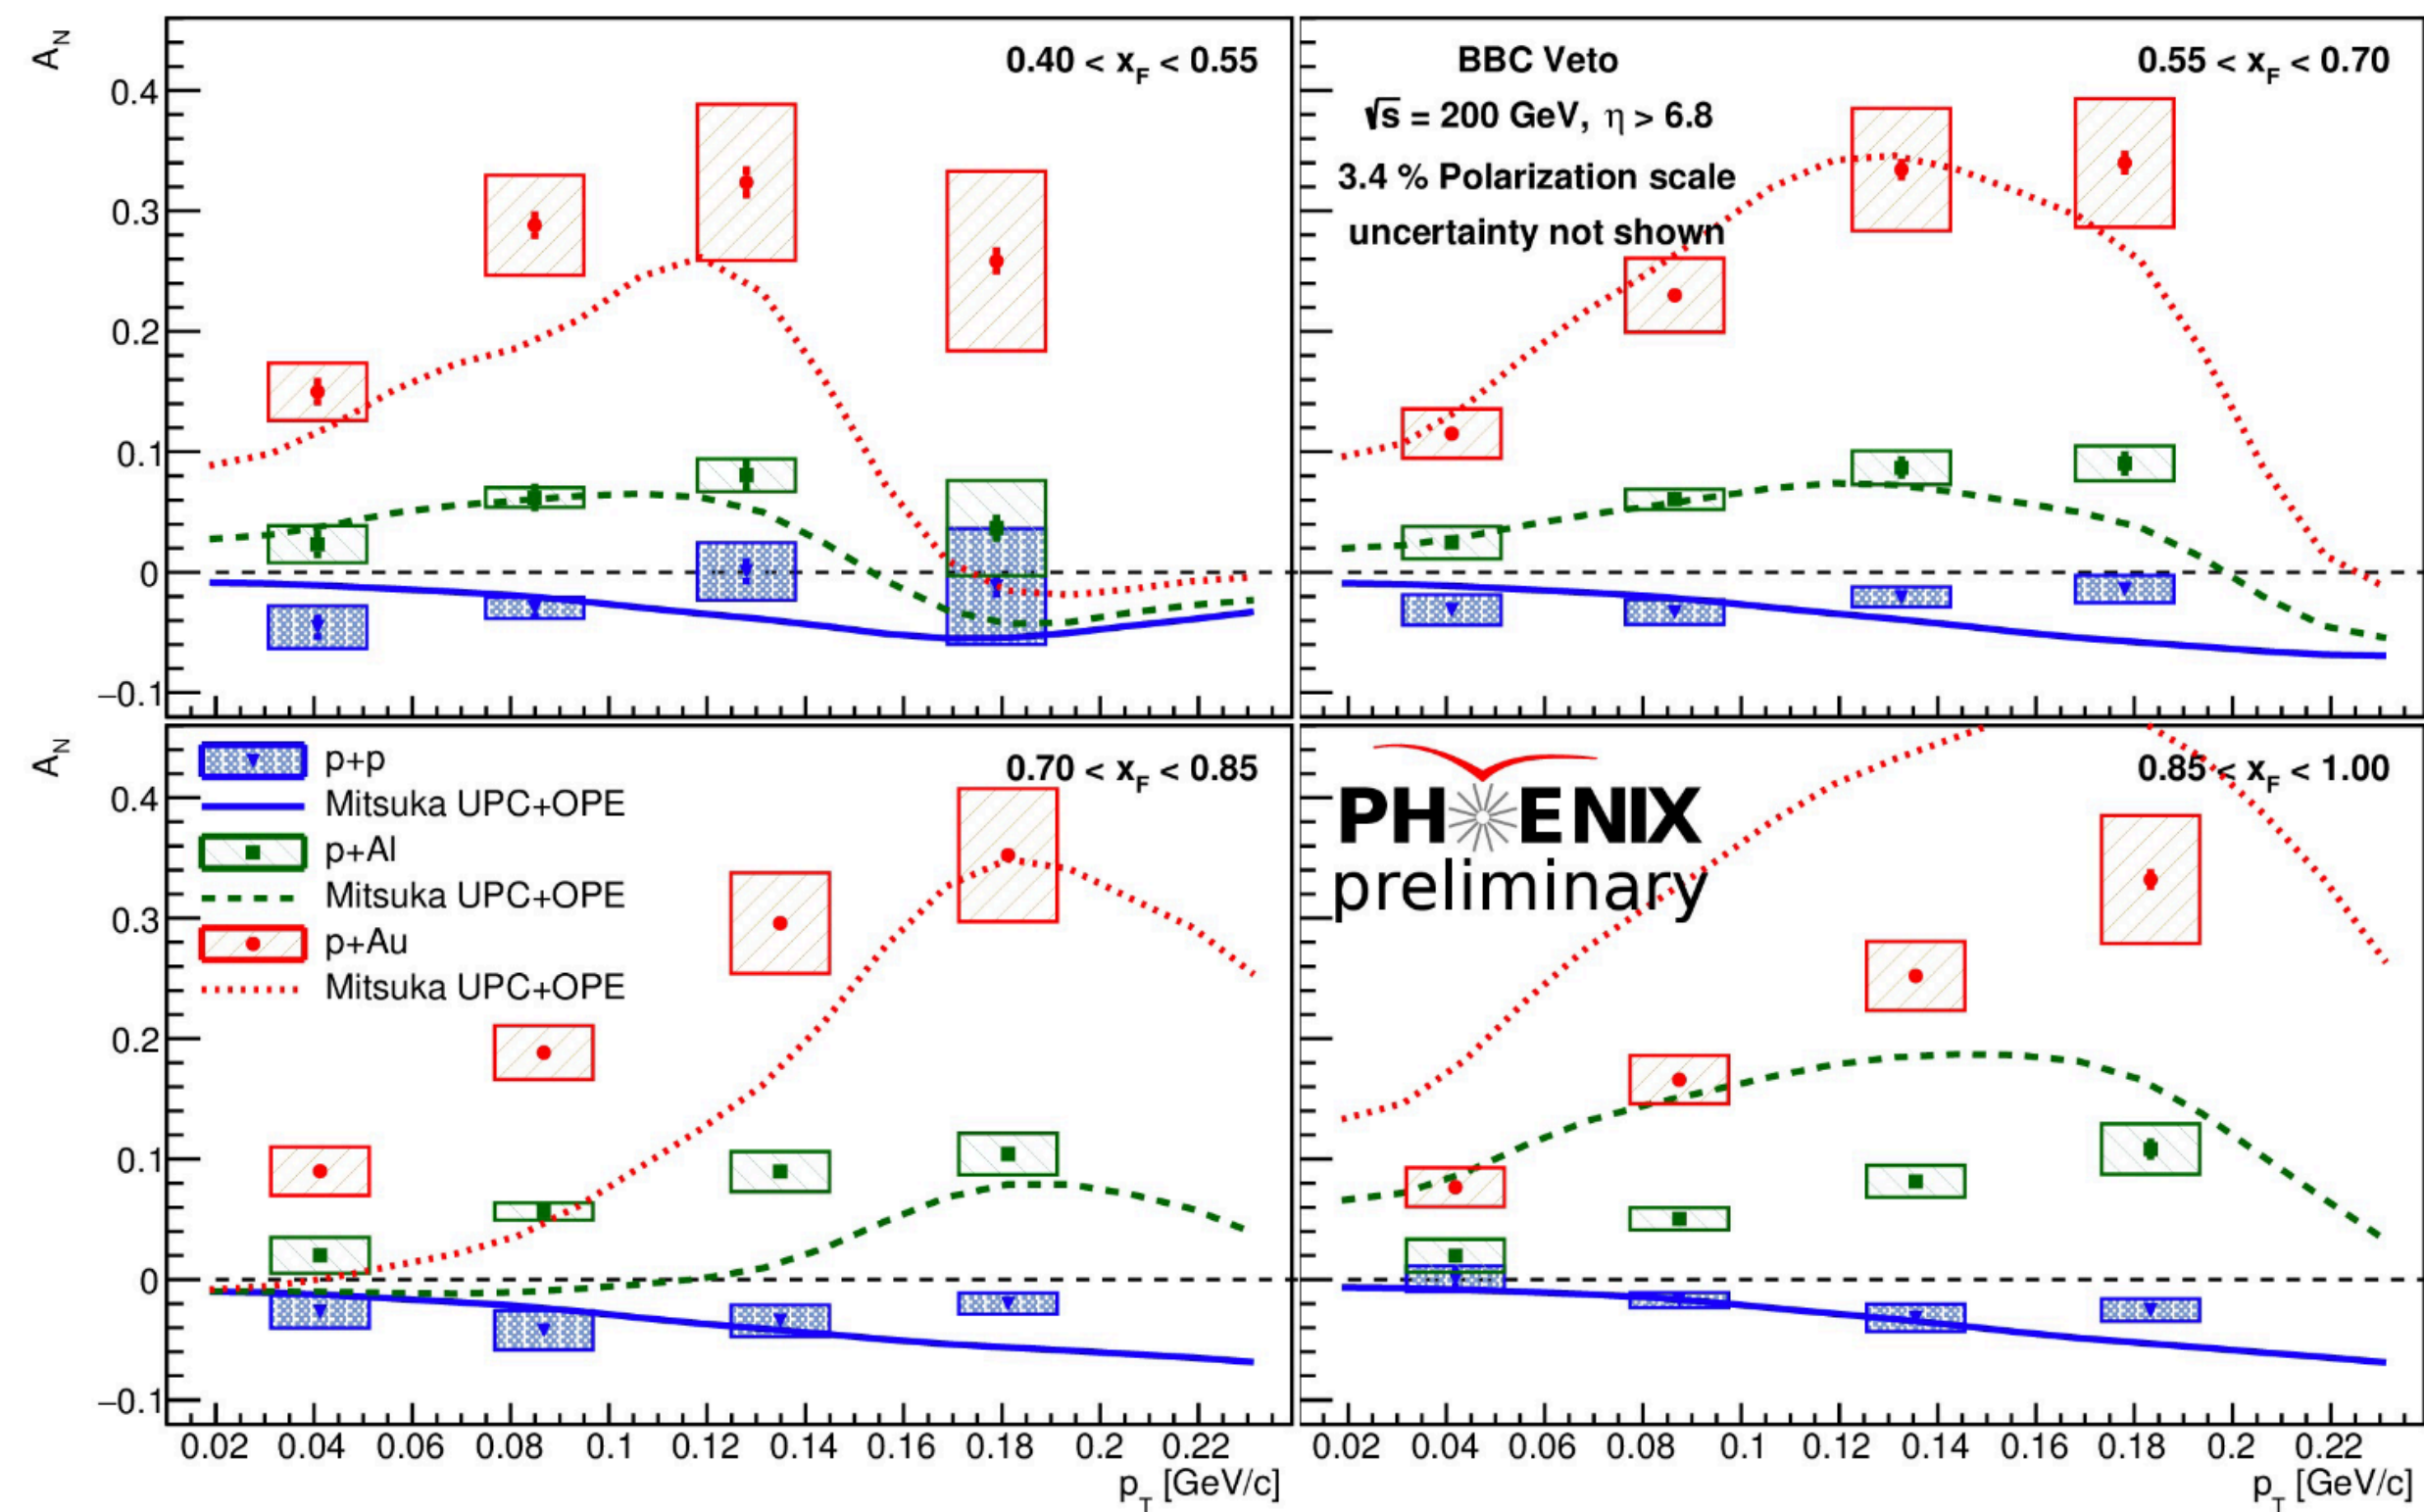 A_N
0.40 < x_F < 0.55
0.4
0.3
0.2
0.1
0
−0.1
BBC Veto
0.55 < x_F < 0.70
√s = 200 GeV, η > 6.8
3.4 % Polarization scale
uncertainty not shown
A_N
p+p
Mitsuka UPC+OPE
p+Al
Mitsuka UPC+OPE
p+Au
Mitsuka UPC+OPE
0.70 < x_F < 0.85
0.4
0.3
0.2
0.1
0
−0.1
0.02 0.04 0.06 0.08 0.1 0.12 0.14 0.16 0.18 0.2 0.22
p_T [GeV/c]
PHENIX
preliminary
0.85 < x_F < 1.00
0.02 0.04 0.06 0.08 0.1 0.12 0.14 0.16 0.18 0.2 0.22
p_T [GeV/c]